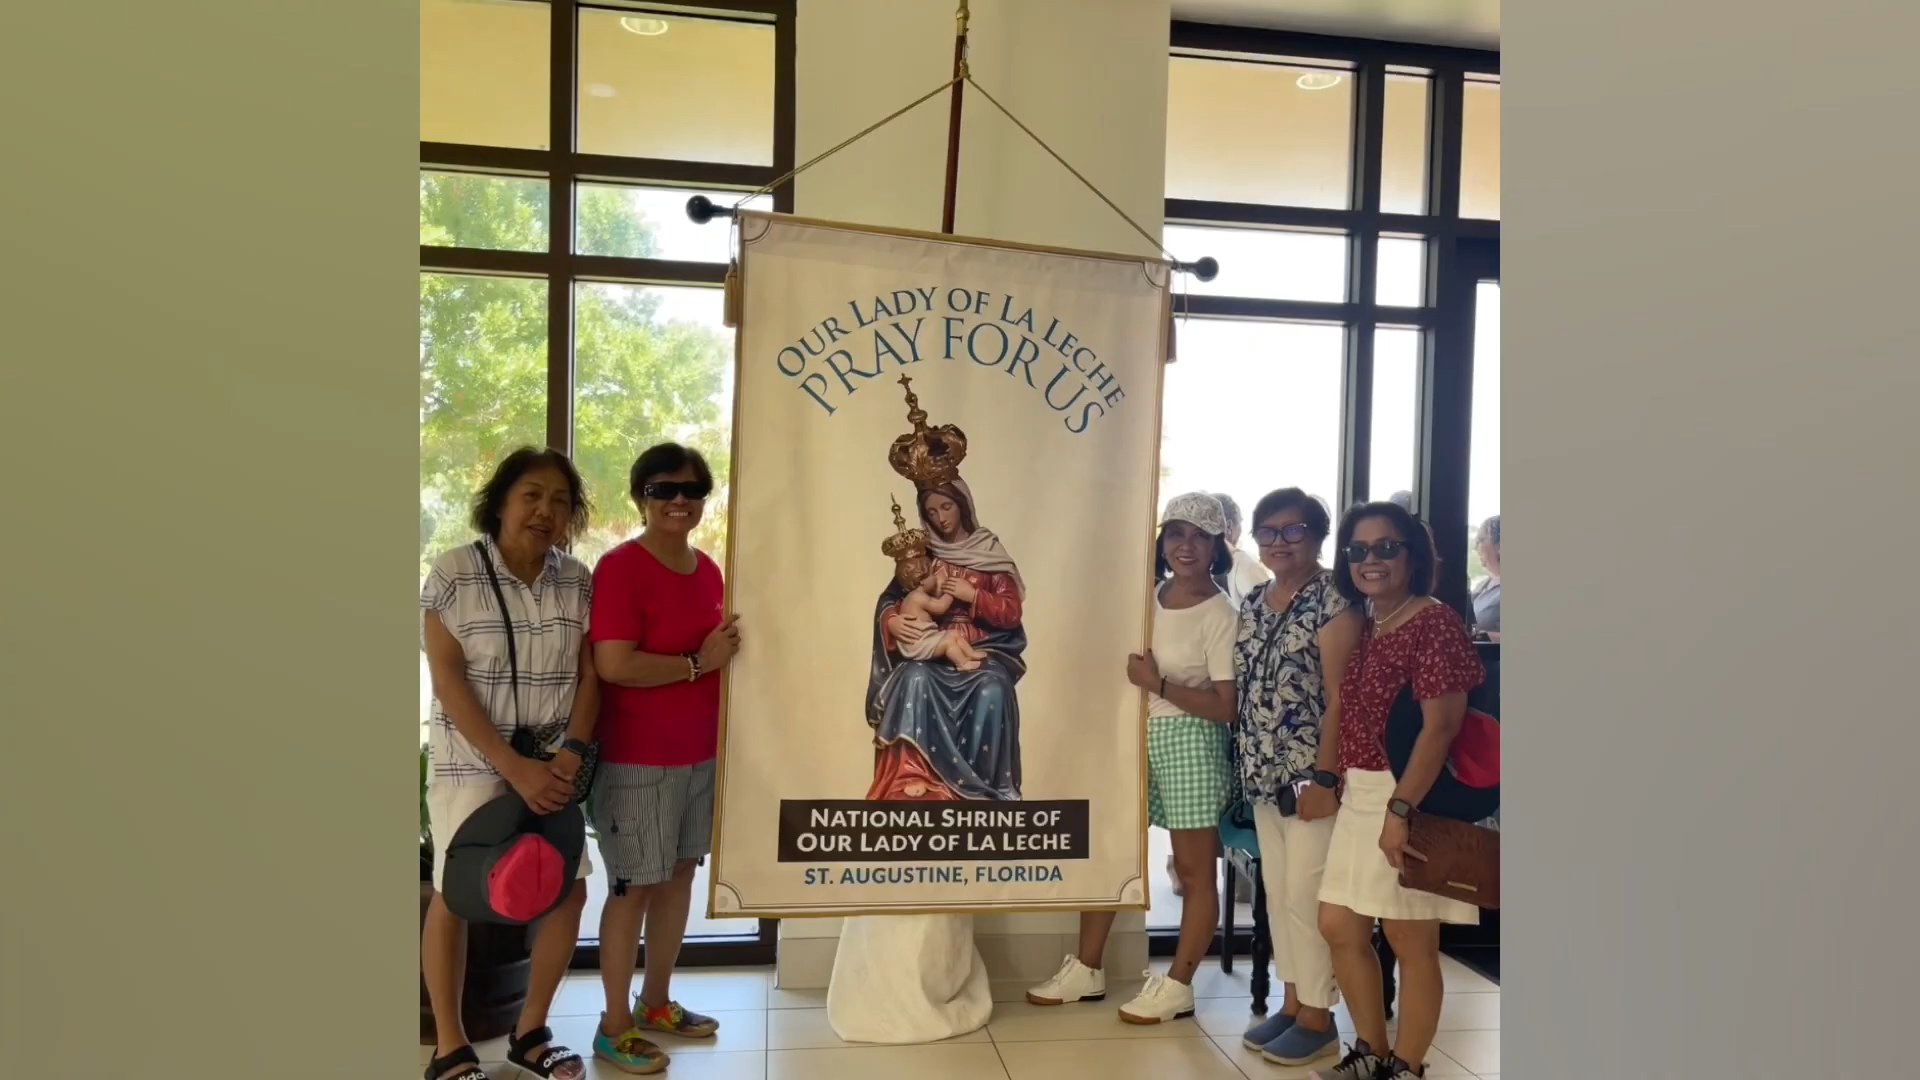 OUR LADY OF LA LECHE
PRAY FOR US
NATIONAL SHRINE OF
OUR LADY OF LA LECHE
ST. AUGUSTINE, FLORIDA
adidas